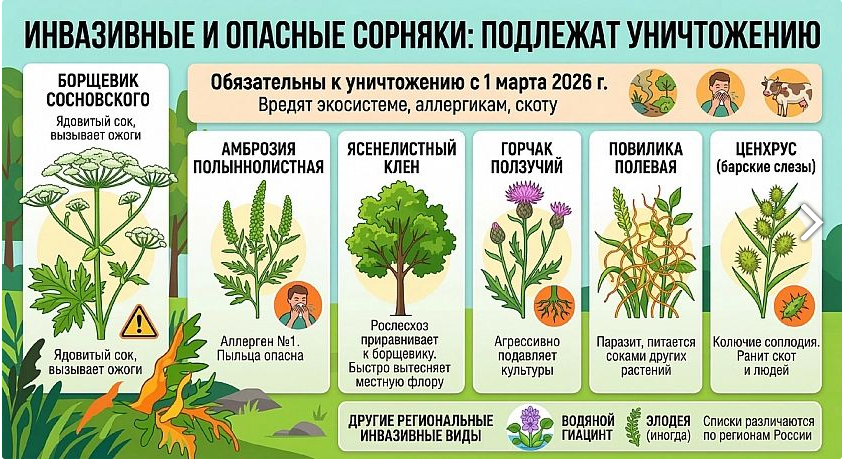 ИНВАЗИВНЫЕ И ОПАСНЫЕ СОРНЯКИ: ПОДЛЕЖАТ УНИЧТОЖЕНИЮ
БОРЩЕВИК
СОСНОВСКОГО
Ядовитый сок,
вызывает ожоги
Ядовитый сок,
вызывает ожоги
Обязательны к уничтожению с 1 марта 2026 г.
Вредят экосистеме, аллергикам, скоту
АМБРОЗИЯ
ПОЛЫННОЛИСТНАЯ
Аллерген №1.
Пыльца опасна
ЯСЕНЕЛИСТНЫЙ
КЛЕН
Рослесхоз
приравнивает
к борщевику.
Быстро вытесняет
местную флору
ГОРЧАК
ПОЛЗУЧИЙ
Агрессивно
подавляет
культуры
ПОВИЛИКА
ПОЛЕВАЯ
Паразит, питается
соками других
растений
ЦЕНХРУС
(барские слезы)
Колючие соплодия.
Ранит скот
и людей
ДРУГИЕ РЕГИОНАЛЬНЫЕ
ИНВАЗИВНЫЕ ВИДЫ
ВОДЯНОЙ
ГИАЦИНТ
ЭЛОДЕЯ
(иногда)
Списки различаются
по регионам России